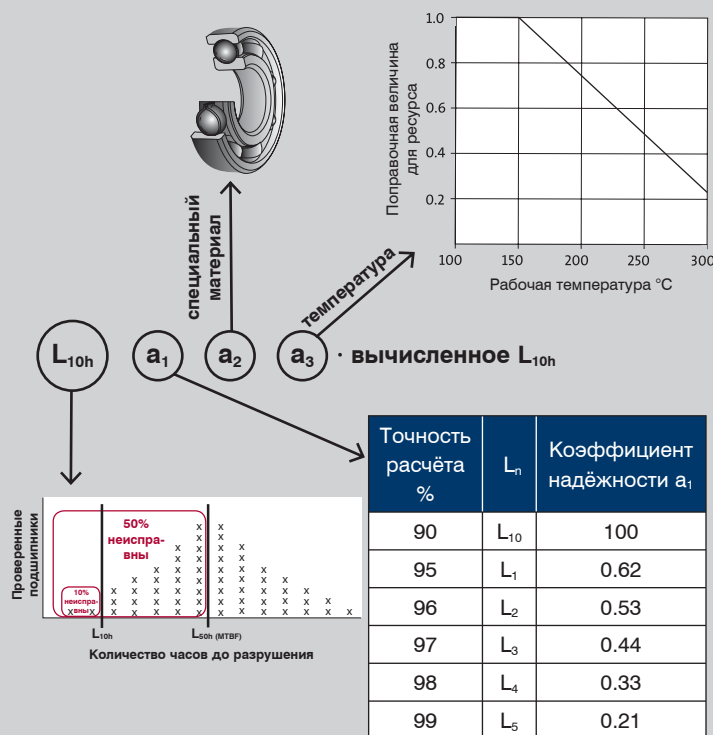 1.0
0.8
0.6
0.4
0.2
100
150
200
250
300
Поправочная величина
для ресурса
Рабочая температура °C
специальный
материал
температура
L10h
a1
a2
a3
· вычисленное L10h
Точность
расчёта
%
Ln
Коэффициент
надёжности a1
90 L10 100
95 L1 0.62
96 L2 0.53
97 L3 0.44
98 L4 0.33
99 L5 0.21
Проверенные
подшипники
50%
неиспра-
вны
10%
неиспра-
вны
L10h
L50h (MTBF)
Количество часов до разрушения